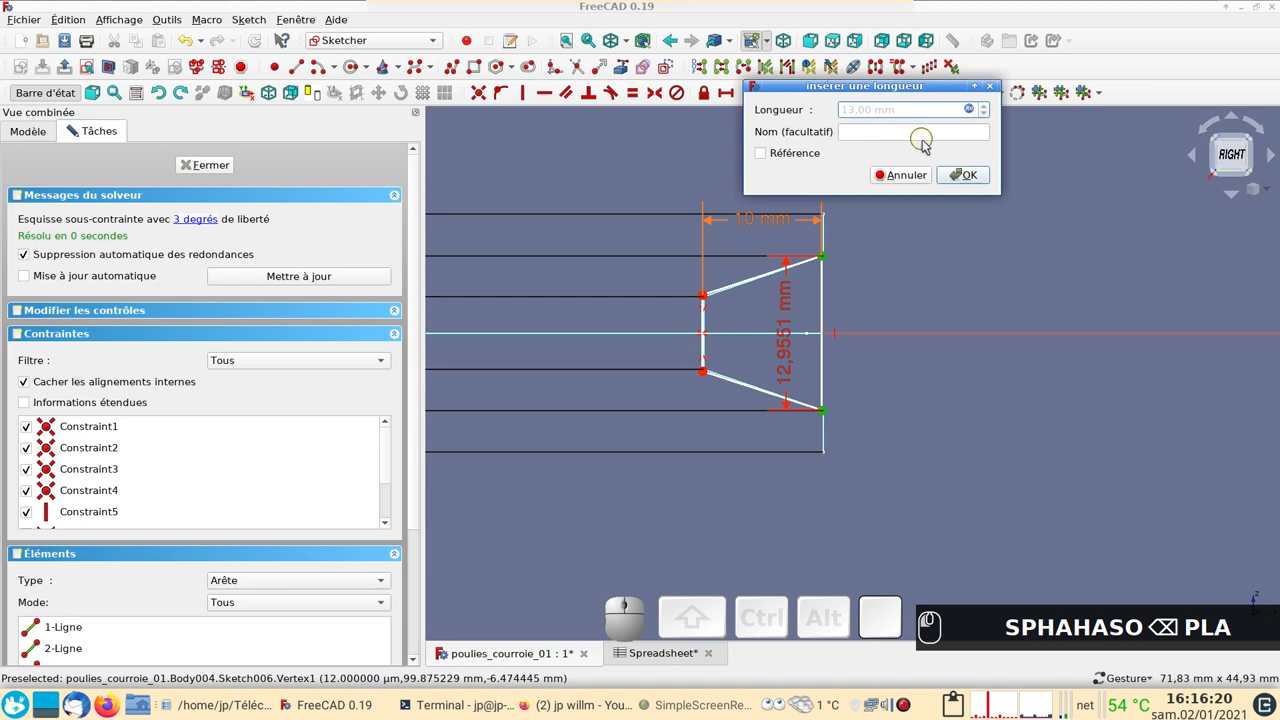 FreeCAD 0.19
Fichier Édition Affichage Outils Macro Sketch Fenêtre Aide
Sketcher
Barre d'état
Vue combinée
Modèle Tâches
Fermer
Messages du solveur
Esquisse sous-contrainte avec 3 degrés de liberté
Résolu en 0 secondes
Suppression automatique des redondances
Mise à jour automatique Mettre à jour
Modifier les contrôles
Contraintes
Filtre : Tous
Cacher les alignements internes
Informations étendues
Constraint1
Constraint2
Constraint3
Constraint4
Constraint5
Éléments
Type : Arête
Mode: Tous
1-Ligne
2-Ligne
insérer une longueur
Longueur : 13,00 mm
Nom (facultatif)
Référence
Annuler OK
RIGHT
10 mm
12,9551 mm
Ctrl Alt
SPHAHASO ⌫ PLA
poulies_courroie_01 : 1* Spreadsheet*
Preselected: poulies_courroie_01.Body004.Sketch006.Vertex1 (12.000000 µm,-99.875229 mm,-6.474445 mm) Gesture 71,83 mm x 44,93 mm
/home/jp/Téléc... FreeCAD 0.19 Terminal - jp@jp-... (2) jp willm - You... SimpleScreenRe... 1 °C net 54 °C 16:16:20
sam.02/01/2021